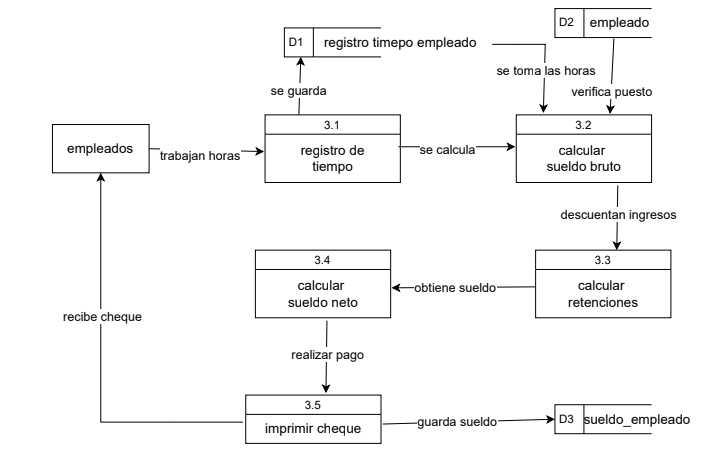 D1 registro timepo empleado
D2 empleado
se toma las horas
se guarda
verifica puesto
3.1
registro de
tiempo
3.2
calcular
sueldo bruto
empleados
trabajan horas
se calcula
descuentan ingresos
3.4
calcular
sueldo neto
3.3
calcular
retenciones
obtiene sueldo
recibe cheque
realizar pago
3.5
imprimir cheque
guarda sueldo
D3 sueldo_empleado